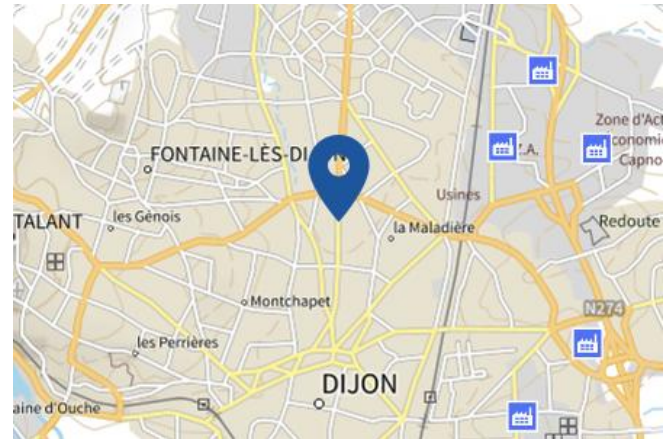 Zone d'Act
FONTAINE-LÈS-DI N
Z.A.
conomi
Capno
Usines
TALANT
les Génois
la Maladière
Redoute
Montchapet
N274
les Perrières
DIJON
aine d'Ouche